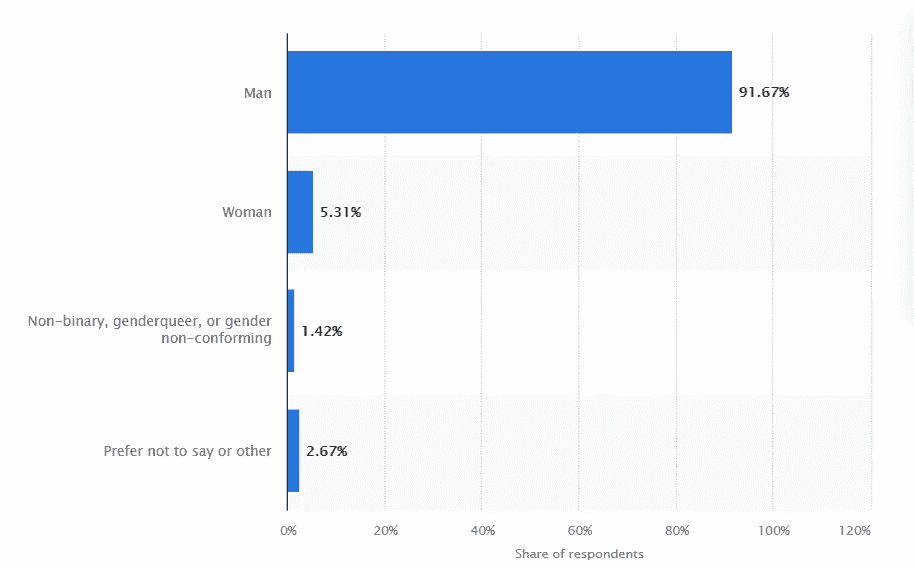 Man
91.67%
Woman
5.31%
Non-binary, genderqueer, or gender
non-conforming
1.42%
Prefer not to say or other
2.67%
0% 20% 40% 60% 80% 100% 120%
Share of respondents